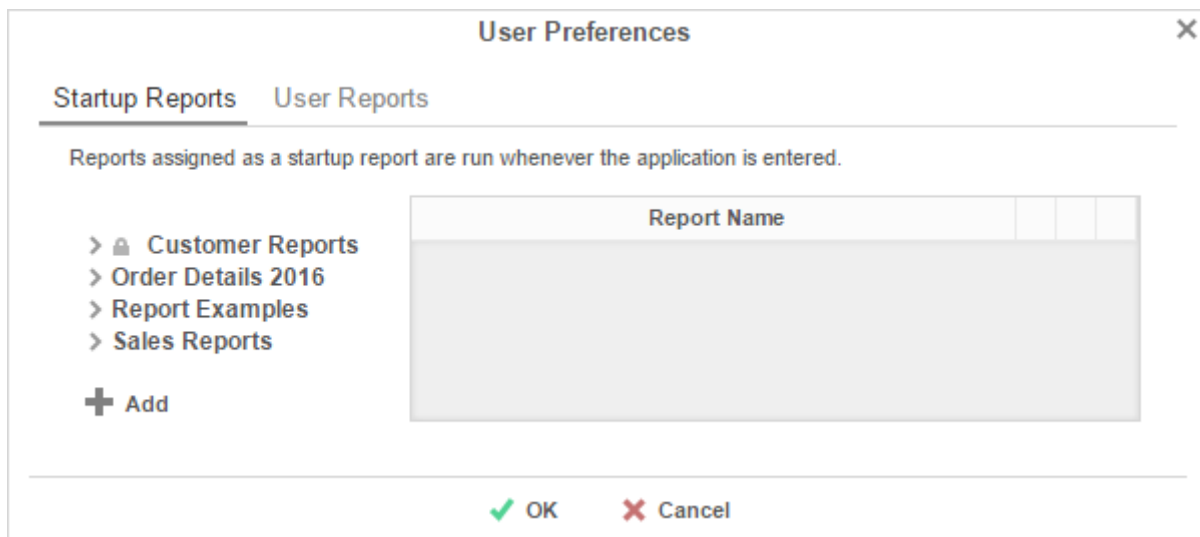 User Preferences
Startup Reports User Reports
Reports assigned as a startup report are run whenever the application is entered.
Report Name
Customer Reports
Order Details 2016
Report Examples
Sales Reports
Add
OK Cancel